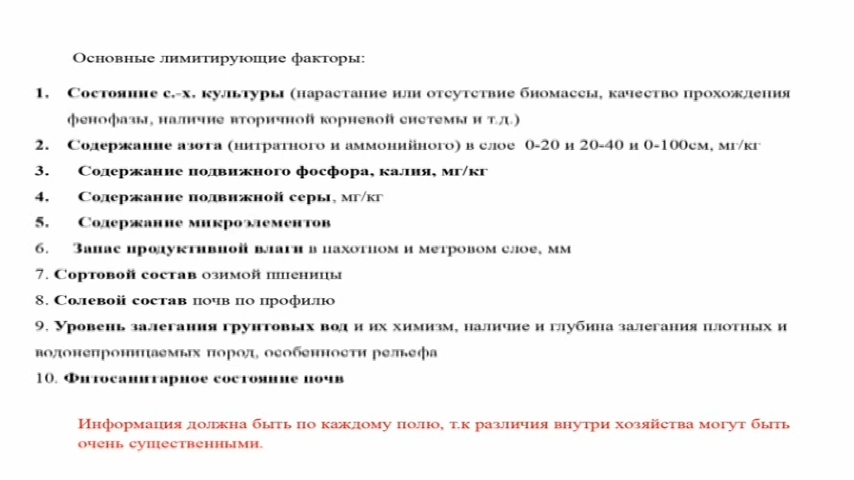 Основные лимитирующие факторы:
1. Состояние с.-х. культуры (нарастание или отсутствие биомассы, качество прохождения
фенофазы, наличие вторичной корневой системы и т.д.)
2. Содержание азота (нитратного и аммонийного) в слое 0-20 и 20-40 и 0-100см, мг/кг
3. Содержание подвижного фосфора, калия, мг/кг
4. Содержание подвижной серы, мг/кг
5. Содержание микроэлементов
6. Запас продуктивной влаги в пахотном и метровом слое, мм
7. Сортовой состав озимой пшеницы
8. Солевой состав почв по профилю
9. Уровень залегания грунтовых вод и их химизм, наличие и глубина залегания плотных и
водонепроницаемых пород, особенности рельефа
10. Фитосанитарное состояние почв
Информация должна быть по каждому полю, т.к различия внутри хозяйства могут быть
очень существенными.